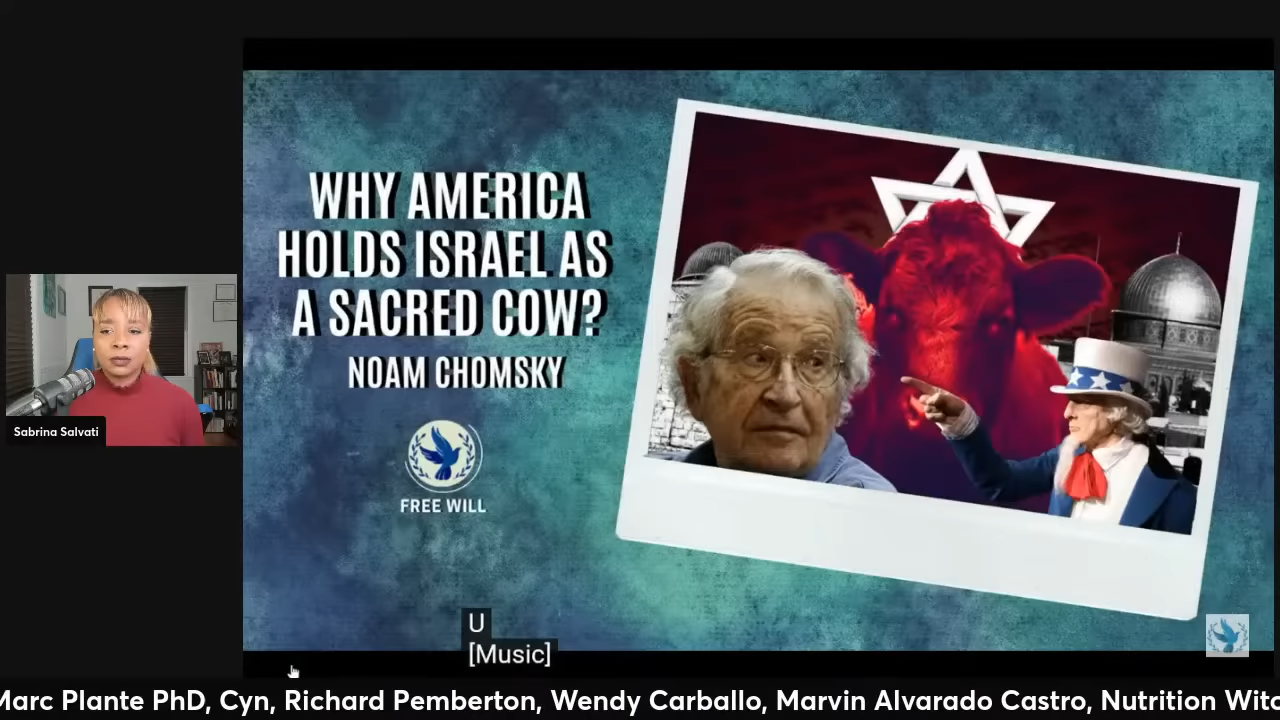 WHY AMERICA
HOLDS ISRAEL AS
A SACRED COW?
NOAM CHOMSKY
FREE WILL
Sabrina Salvati
U
[Music]
Marc Plante PhD, Cyn, Richard Pemberton, Wendy Carballo, Marvin Alvarado Castro, Nutrition